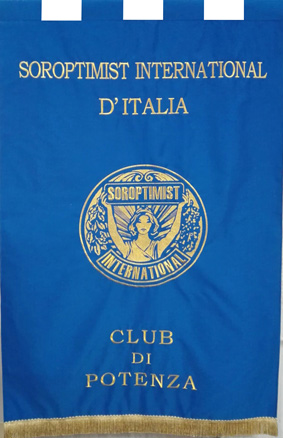 SOROPTIMIST INTERNATIONAL
D'ITALIA
SOROPTIMIST
INTERNATIONAL
CLUB
DI
POTENZA